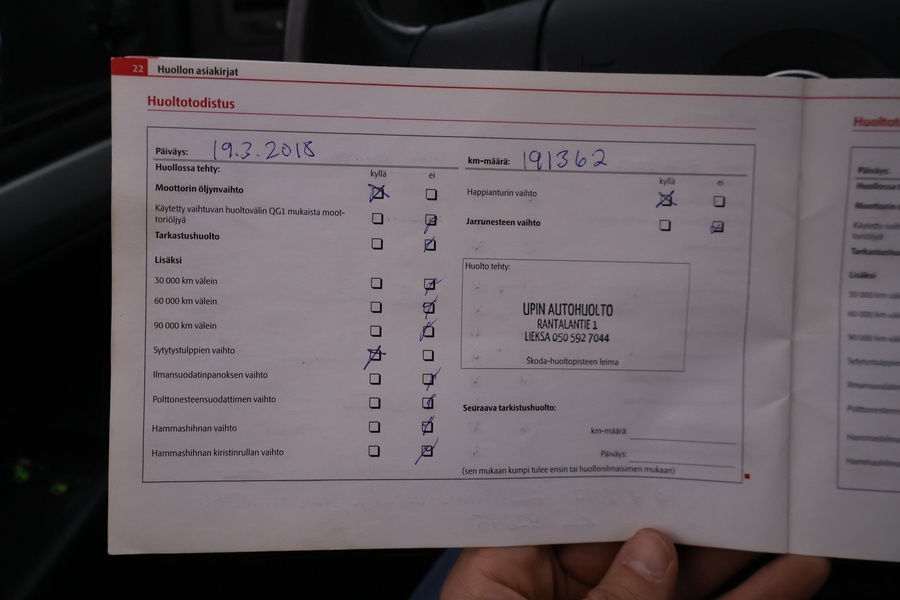 22 Huollon asiakirjat
Huoltotodistus
Päiväys: 19.3.2018
km-määrä: 191362
Huollossa tehty:
kyllä ei
Moottorin öljynvaihto
Käytetty vaihtuvan huoltovälin QG1 mukaista moot-
toriöljyä
Tarkastushuolto
Lisäksi
30 000 km välein
60 000 km välein
90 000 km välein
Sytytystulppien vaihto
Ilmansuodatinpanoksen vaihto
Polttonesteensuodattimen vaihto
Hammashihnan vaihto
Hammashihnan kiristinrullan vaihto
kyllä ei
Happianturin vaihto
Jarrunesteen vaihto
Huolto tehty:
UPIN AUTOHUOLTO
RANTALANTIE 1
LIEKSA 050 592 7044
Škoda-huoltopisteen leima
Seuraava tarkistushuolto:
km-määrä:
Päiväys:
(sen mukaan kumpi tulee ensin tai huollonilmaisimen mukaan)